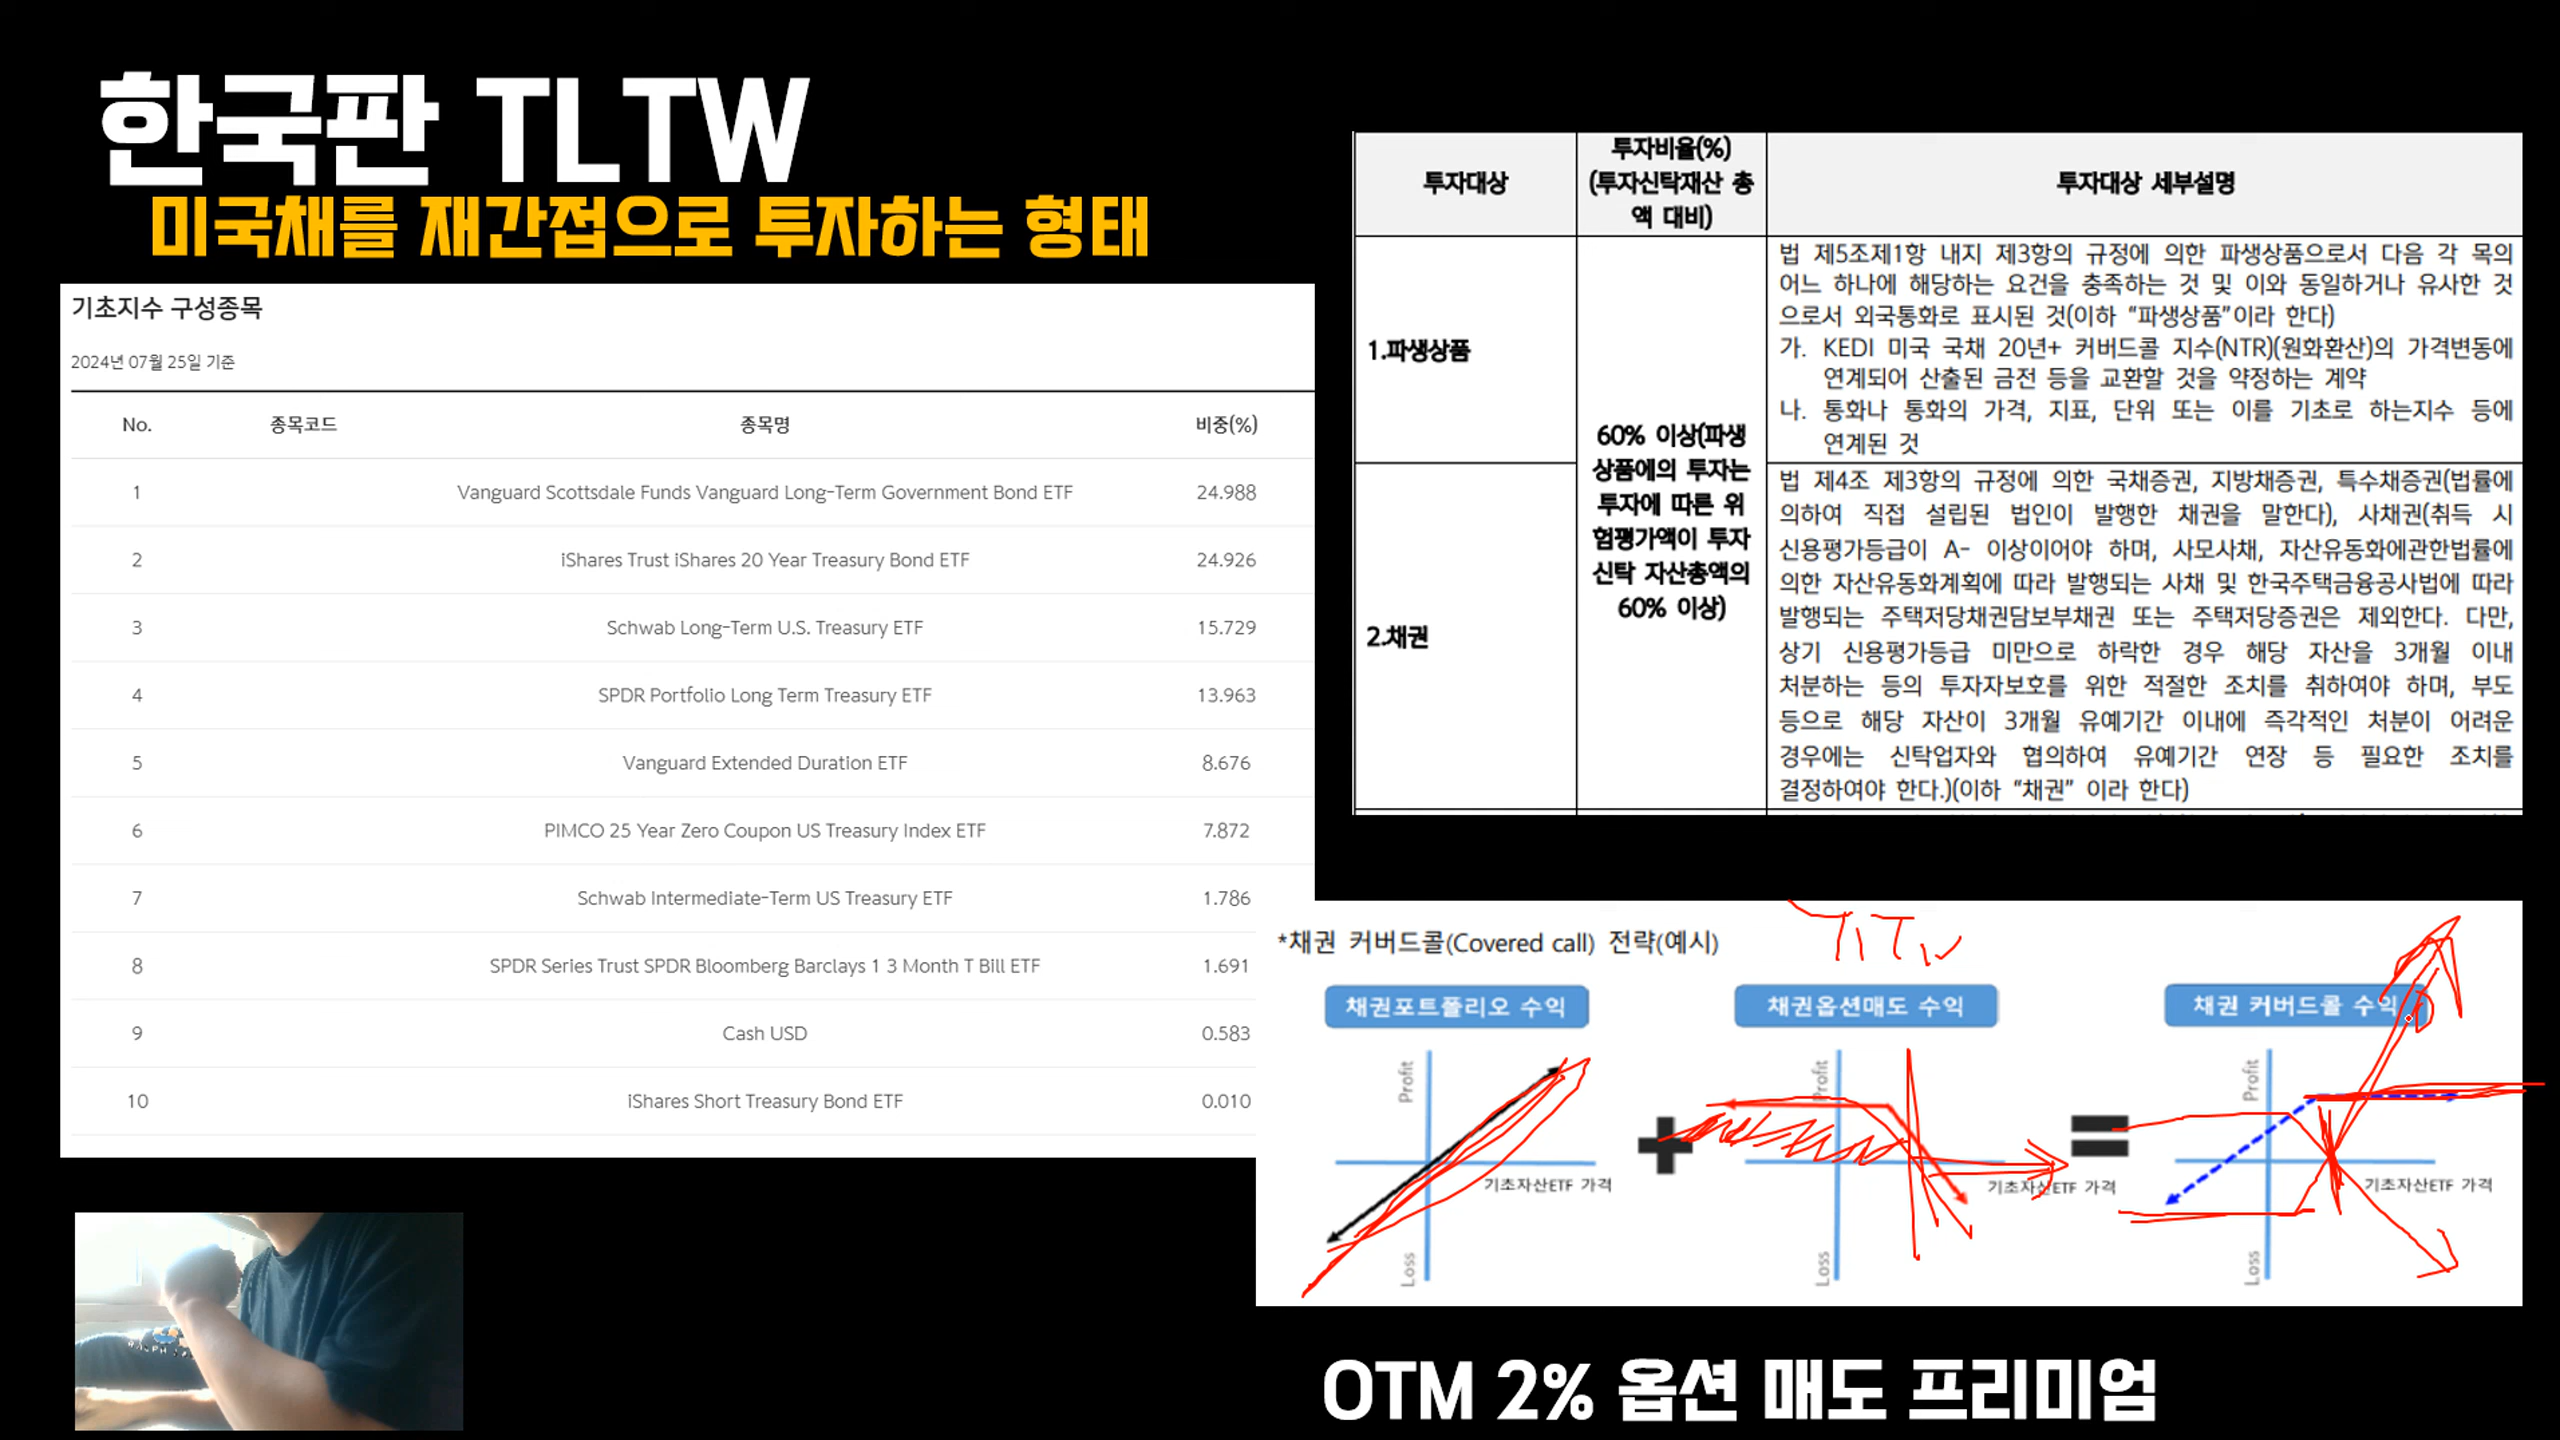 한국판 TLTW
미국채를 재간접으로 투자하는 형태
기초지수 구성종목
2024년 07월 25일 기준
No. 종목코드 종목명 비중(%)
1 Vanguard Scottsdale Funds Vanguard Long-Term Government Bond ETF 24.988
2 iShares Trust iShares 20 Year Treasury Bond ETF 24.926
3 Schwab Long-Term U.S. Treasury ETF 15.729
4 SPDR Portfolio Long Term Treasury ETF 13.963
5 Vanguard Extended Duration ETF 8.676
6 PIMCO 25 Year Zero Coupon US Treasury Index ETF 7.872
7 Schwab Intermediate-Term US Treasury ETF 1.786
8 SPDR Series Trust SPDR Bloomberg Barclays 1 3 Month T Bill ETF 1.691
9 Cash USD 0.583
10 iShares Short Treasury Bond ETF 0.010
투자대상
투자비율(%)
(투자신탁재산 총
액 대비)
투자대상 세부설명
1.파생상품
60% 이상(파생
상품에의 투자는
투자에 따른 위
험평가액이 투자
신탁 자산총액의
60% 이상)
법 제5조제1항 내지 제3항의 규정에 의한 파생상품으로서 다음 각 목의
어느 하나에 해당하는 요건을 충족하는 것 및 이와 동일하거나 유사한 것
으로서 외국통화로 표시된 것(이하 “파생상품”이라 한다)
가. KEDI 미국 국채 20년+ 커버드콜 지수(NTR)(원화환산)의 가격변동에
연계되어 산출된 금전 등을 교환할 것을 약정하는 계약
나. 통화나 통화의 가격, 지표, 단위 또는 이를 기초로 하는지수 등에
연계된 것
2.채권
법 제4조 제3항의 규정에 의한 국채증권, 지방채증권, 특수채증권(법률에
의하여 직접 설립된 법인이 발행한 채권을 말한다), 사채권(취득 시
신용평가등급이 A- 이상이어야 하며, 사모사채, 자산유동화에관한법률에
의한 자산유동화계획에 따라 발행되는 사채 및 한국주택금융공사법에 따라
발행되는 주택저당채권담보부채권 또는 주택저당증권은 제외한다. 다만,
상기 신용평가등급 미만으로 하락한 경우 해당 자산을 3개월 이내
처분하는 등의 투자자보호를 위한 적절한 조치를 취하여야 하며, 부도
등으로 해당 자산이 3개월 유예기간 이내에 즉각적인 처분이 어려운
경우에는 신탁업자와 협의하여 유예기간 연장 등 필요한 조치를
결정하여야 한다.)(이하 “채권” 이라 한다)
*채권 커버드콜(Covered call) 전략(예시)
채권포트폴리오 수익
Profit
Loss
기초자산ETF 가격
+
채권옵션매도 수익
Profit
Loss
기초자산ETF 가격
=
채권 커버드콜 수익
Profit
Loss
기초자산ETF 가격
OTM 2% 옵션 매도 프리미엄